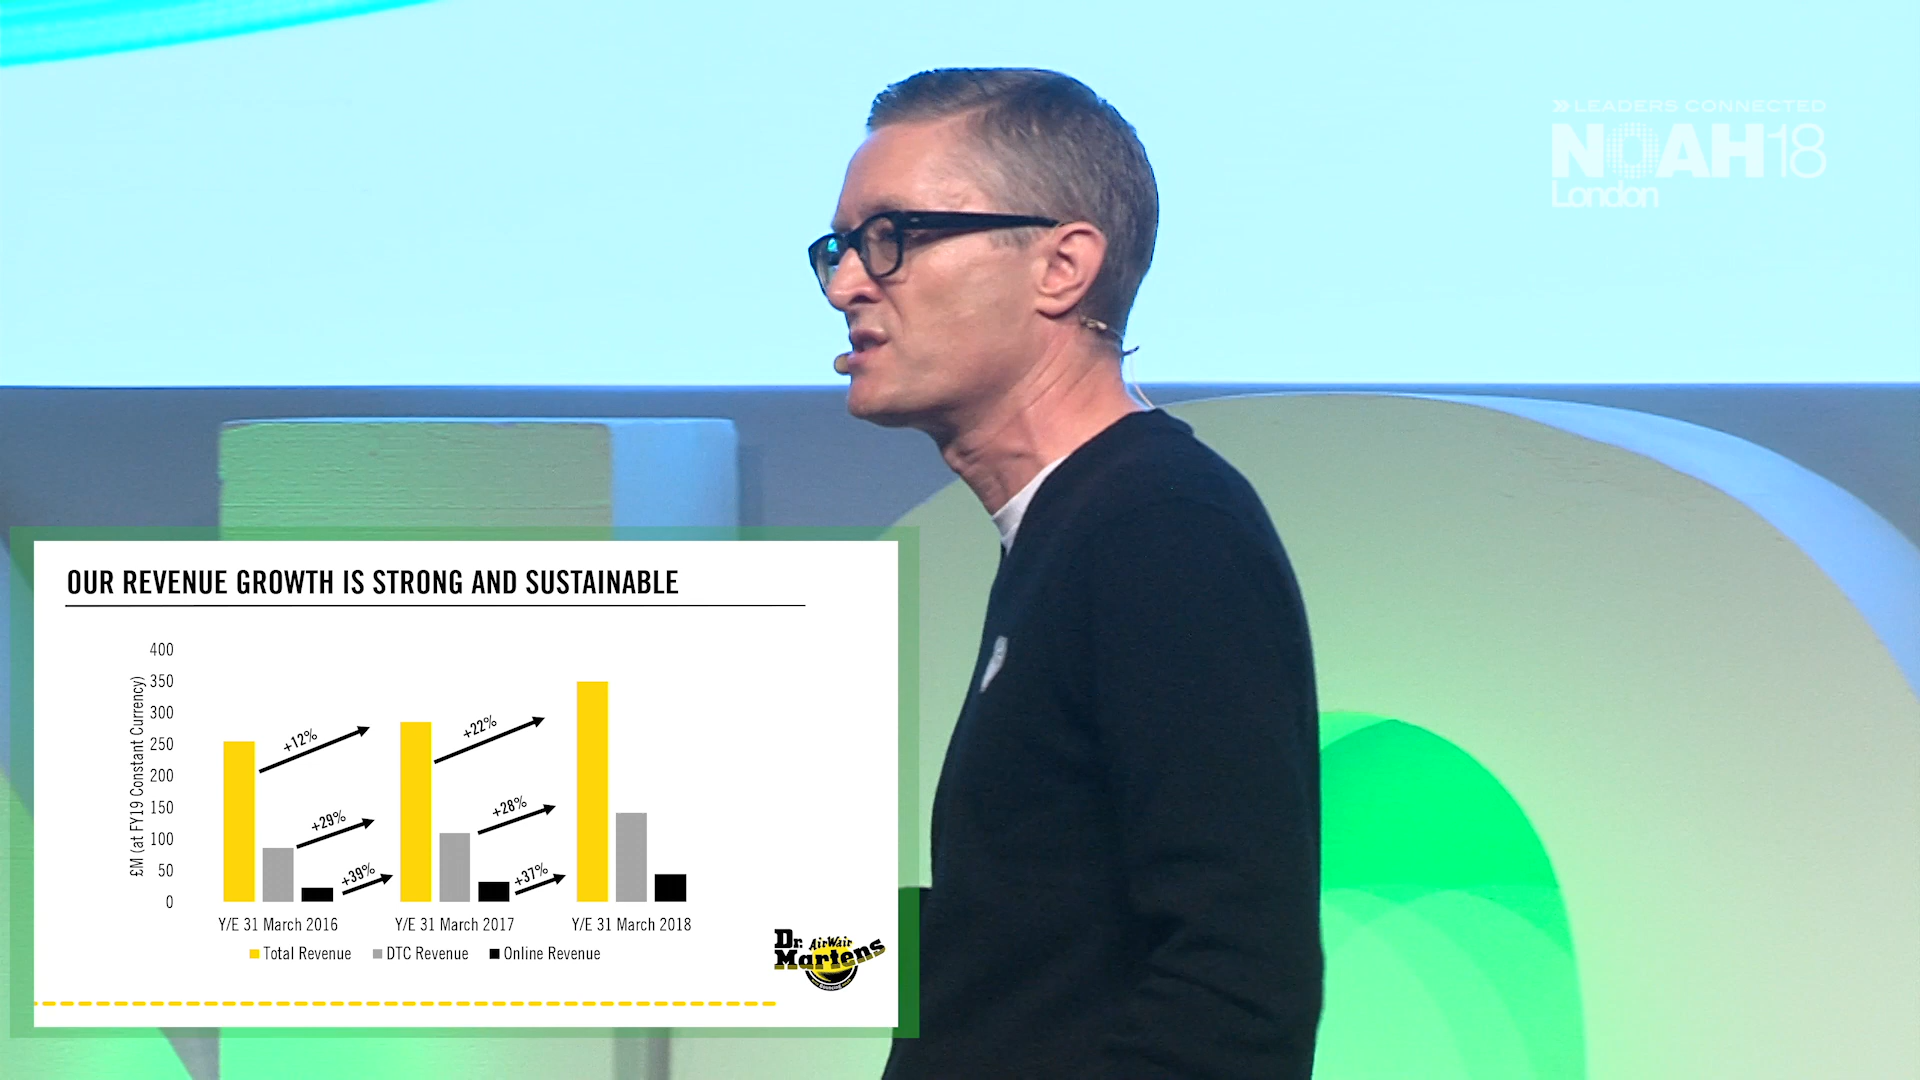 LEADERS CONNECTED
NOAH18
London
OUR REVENUE GROWTH IS STRONG AND SUSTAINABLE
£M (at FY19 Constant Currency)
400
350
300
250
200
150
100
50
0
+12%
+22%
+29%
+28%
+39%
+37%
Y/E 31 March 2016
Y/E 31 March 2017
Y/E 31 March 2018
Total Revenue
DTC Revenue
Online Revenue
Dr. AirWair
Martens